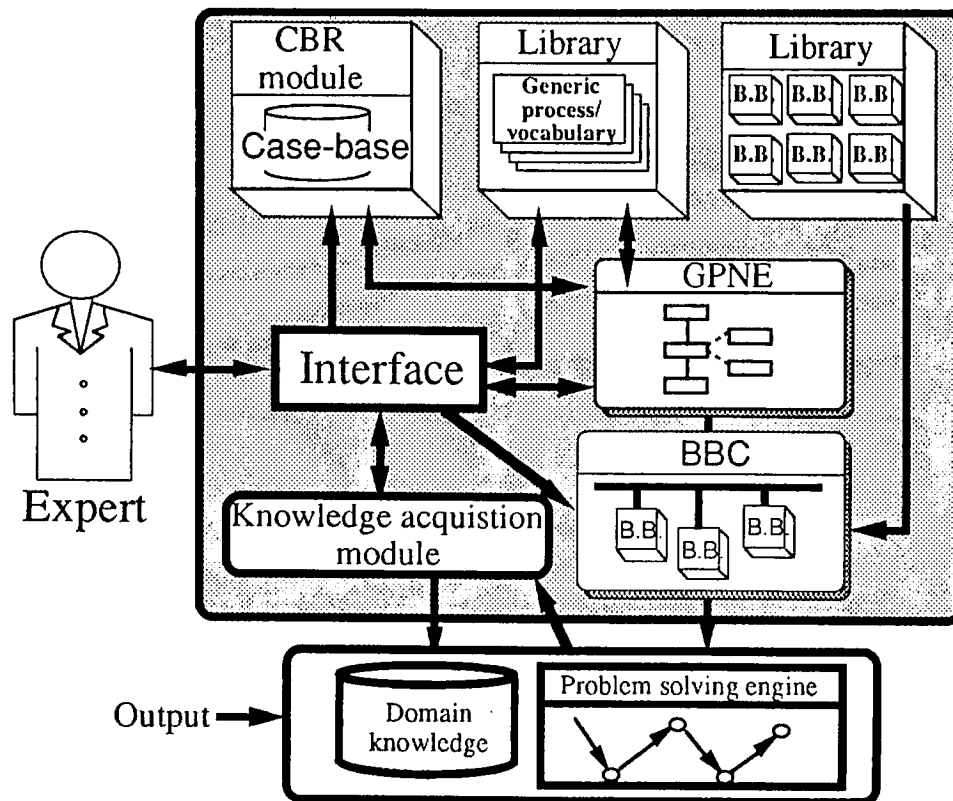 CBR
module
Case-base
Library
Generic
process/
vocabulary
Library
B.B. B.B. B.B.
B.B. B.B. B.B.
GPNE
Interface
Expert
BBC
B.B. B.B. B.B.
Knowledge acquistion
module
Output
Domain
knowledge
Problem solving engine